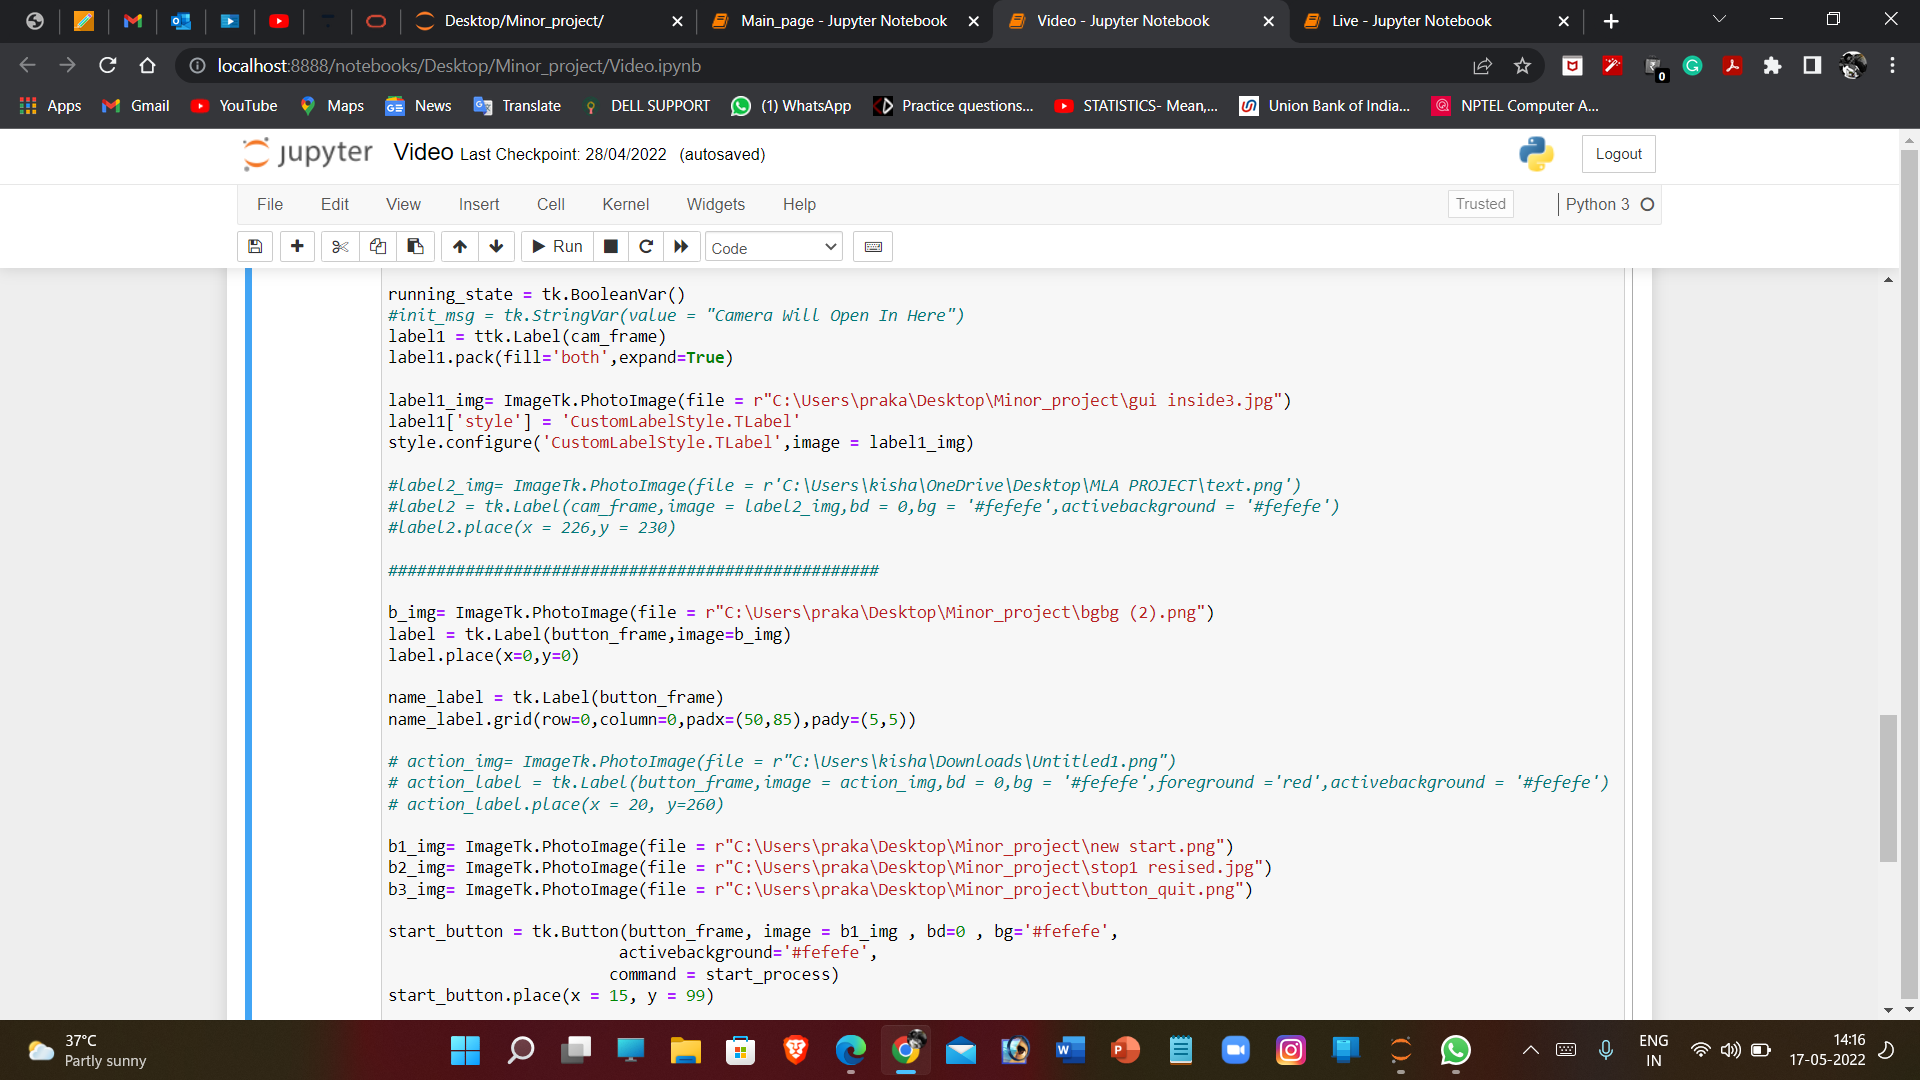 Desktop/Minor_project/
Main_page - Jupyter Notebook
Video - Jupyter Notebook
Live - Jupyter Notebook
localhost:8888/notebooks/Desktop/Minor_project/Video.ipynb
0
Apps
Gmail
YouTube
Maps
News
Translate
DELL SUPPORT
(1) WhatsApp
Practice questions...
STATISTICS- Mean,...
Union Bank of India...
NPTEL Computer A...
jupyter Video Last Checkpoint: 28/04/2022 (autosaved)
Logout
File Edit View Insert Cell Kernel Widgets Help
Trusted
Python 3
Run
Code
running_state = tk.BooleanVar()
#init_msg = tk.StringVar(value = "Camera Will Open In Here")
label1 = ttk.Label(cam_frame)
label1.pack(fill='both',expand=True)
label1_img= ImageTk.PhotoImage(file = r"C:\Users\praka\Desktop\Minor_project\gui inside3.jpg")
label1['style'] = 'CustomLabelStyle.TLabel'
style.configure('CustomLabelStyle.TLabel',image = label1_img)
#label2_img= ImageTk.PhotoImage(file = r'C:\Users\kisha\OneDrive\Desktop\MLA PROJECT\text.png')
#label2 = tk.Label(cam_frame,image = label2_img,bd = 0,bg = '#fefefe',activebackground = '#fefefe')
#label2.place(x = 226,y = 230)
###################################################
b_img= ImageTk.PhotoImage(file = r"C:\Users\praka\Desktop\Minor_project\bgbg (2).png")
label = tk.Label(button_frame,image=b_img)
label.place(x=0,y=0)
name_label = tk.Label(button_frame)
name_label.grid(row=0,column=0,padx=(50,85),pady=(5,5))
# action_img= ImageTk.PhotoImage(file = r"C:\Users\kisha\Downloads\Untitled1.png")
# action_label = tk.Label(button_frame,image = action_img,bd = 0,bg = '#fefefe',foreground ='red',activebackground = '#fefefe')
# action_label.place(x = 20, y=260)
b1_img= ImageTk.PhotoImage(file = r"C:\Users\praka\Desktop\Minor_project\new start.png")
b2_img= ImageTk.PhotoImage(file = r"C:\Users\praka\Desktop\Minor_project\stop1 resised.jpg")
b3_img= ImageTk.PhotoImage(file = r"C:\Users\praka\Desktop\Minor_project\button_quit.png")
start_button = tk.Button(button_frame, image = b1_img , bd=0 , bg='#fefefe',
activebackground='#fefefe',
command = start_process)
start_button.place(x = 15, y = 99)
37°C
Partly sunny
ENG
IN
14:16
17-05-2022